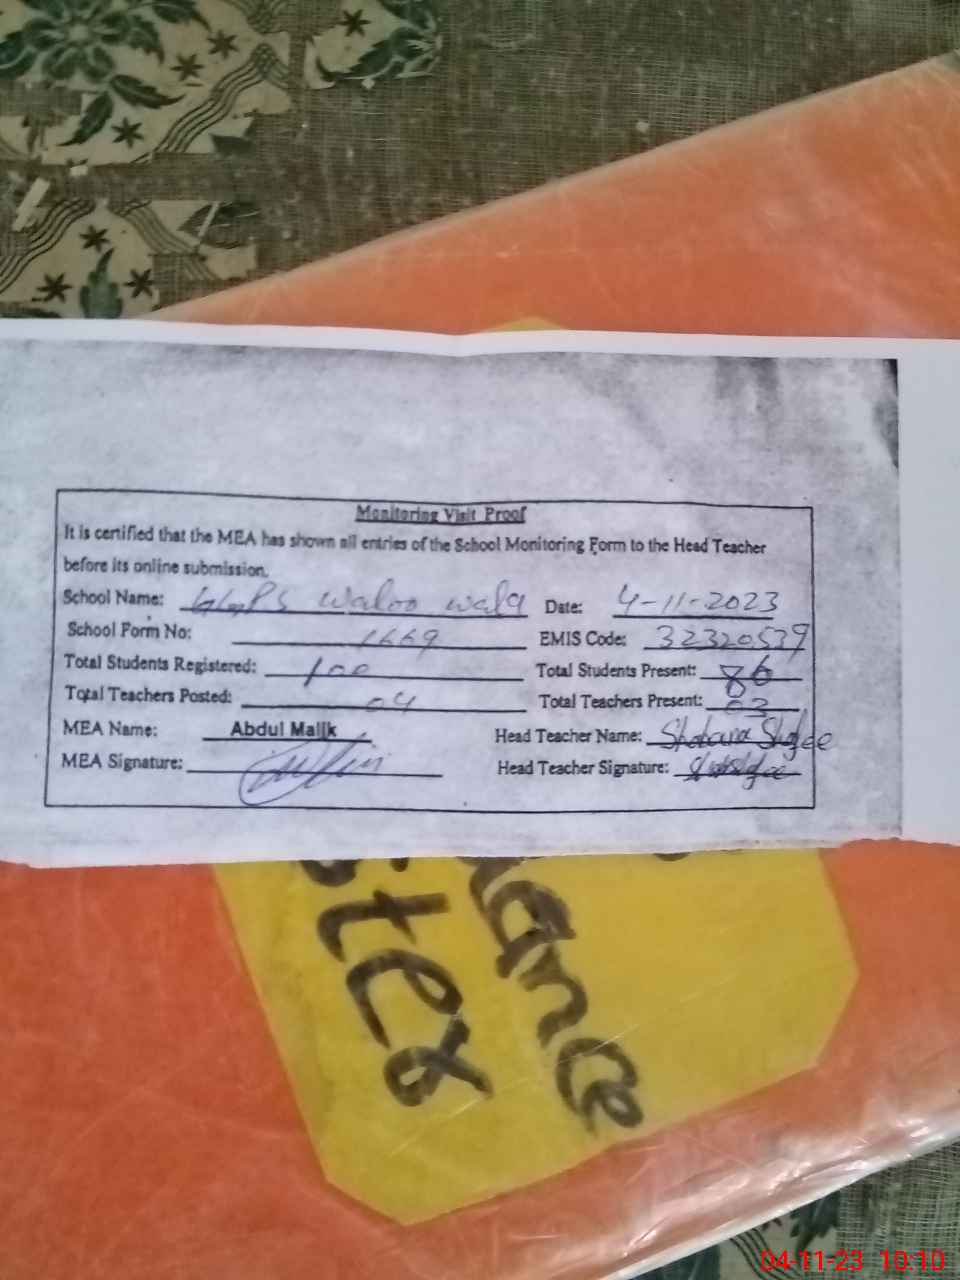 Monitoring Visit Proof
It is certified that the MEA has shown all entries of the School Monitoring Form to the Head Teacher
before its online submission.
School Name: GGPS waloo wala Date: 4-11-2023
School Form No: 1669 EMIS Code: 32320539
Total Students Registered: 100 Total Students Present: 86
Total Teachers Posted: 04 Total Teachers Present: 03
MEA Name: Abdul Malik Head Teacher Name:
MEA Signature: Head Teacher Signature:
04-11-23 10:10